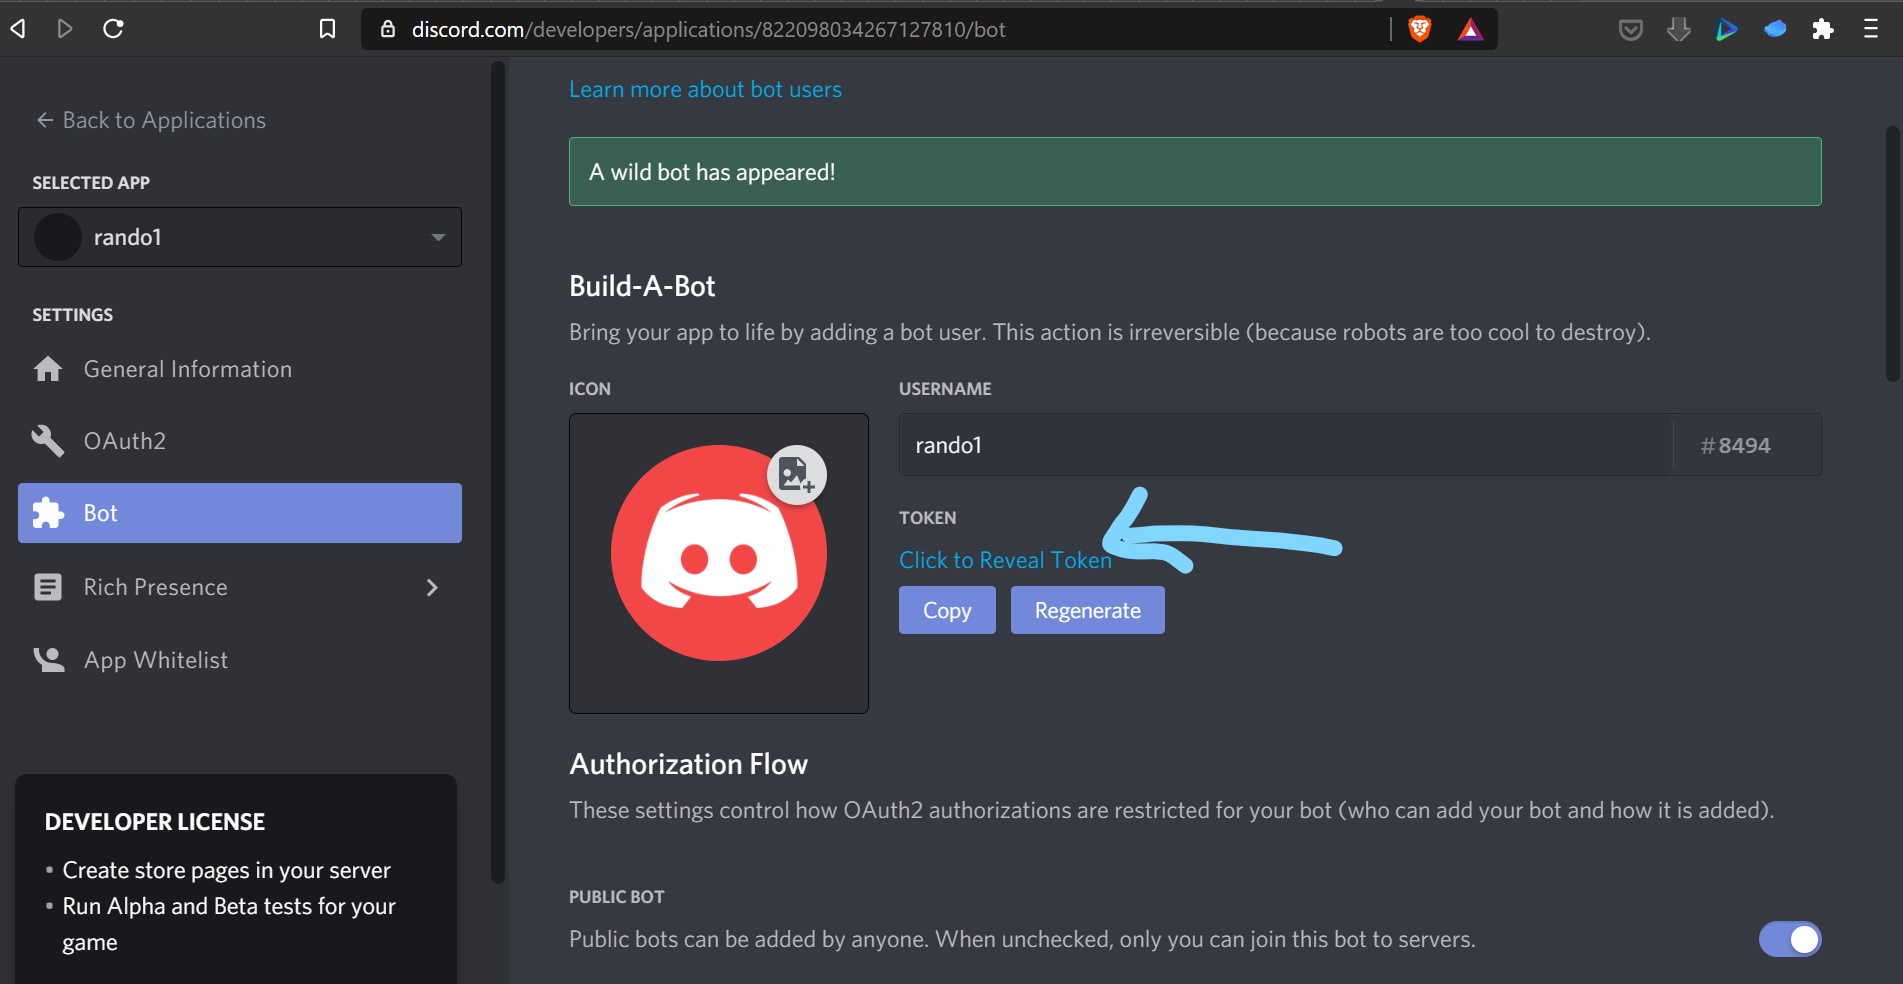 discord.com/developers/applications/822098034267127810/bot
← Back to Applications
SELECTED APP
rando1
SETTINGS
General Information
OAuth2
Bot
Rich Presence
App Whitelist
DEVELOPER LICENSE
• Create store pages in your server
• Run Alpha and Beta tests for your
game
Learn more about bot users
A wild bot has appeared!
Build-A-Bot
Bring your app to life by adding a bot user. This action is irreversible (because robots are too cool to destroy).
ICON
USERNAME
rando1 #8494
TOKEN
Click to Reveal Token
Copy Regenerate
Authorization Flow
These settings control how OAuth2 authorizations are restricted for your bot (who can add your bot and how it is added).
PUBLIC BOT
Public bots can be added by anyone. When unchecked, only you can join this bot to servers.